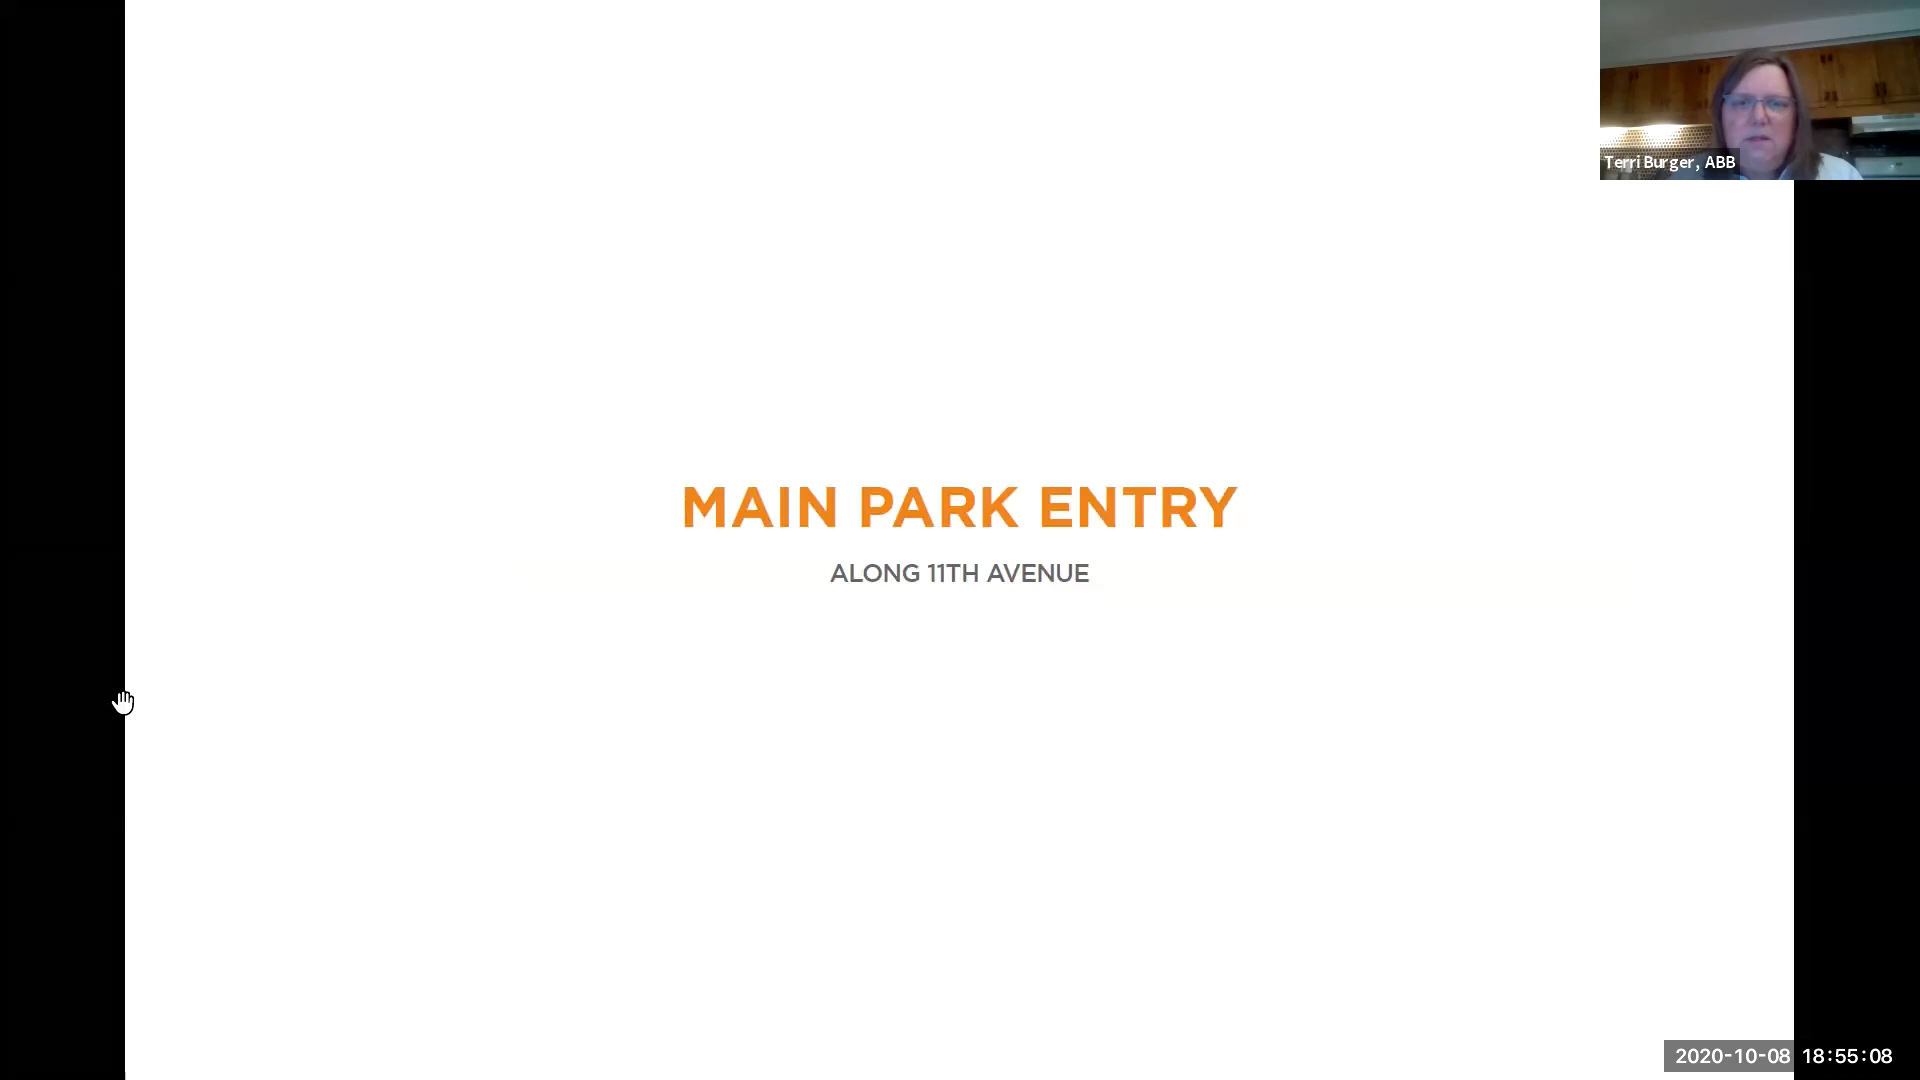 Terri Burger, ABB
MAIN PARK ENTRY
ALONG 11TH AVENUE
2020-10-08 18:55:08